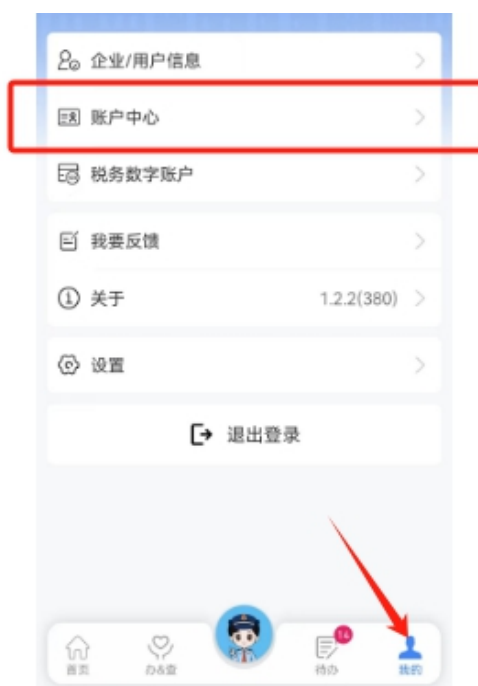 企业/用户信息
账户中心
税务数字账户
我要反馈
关于 1.2.2(380)
设置
退出登录
14
首页 办&查 待办 我的